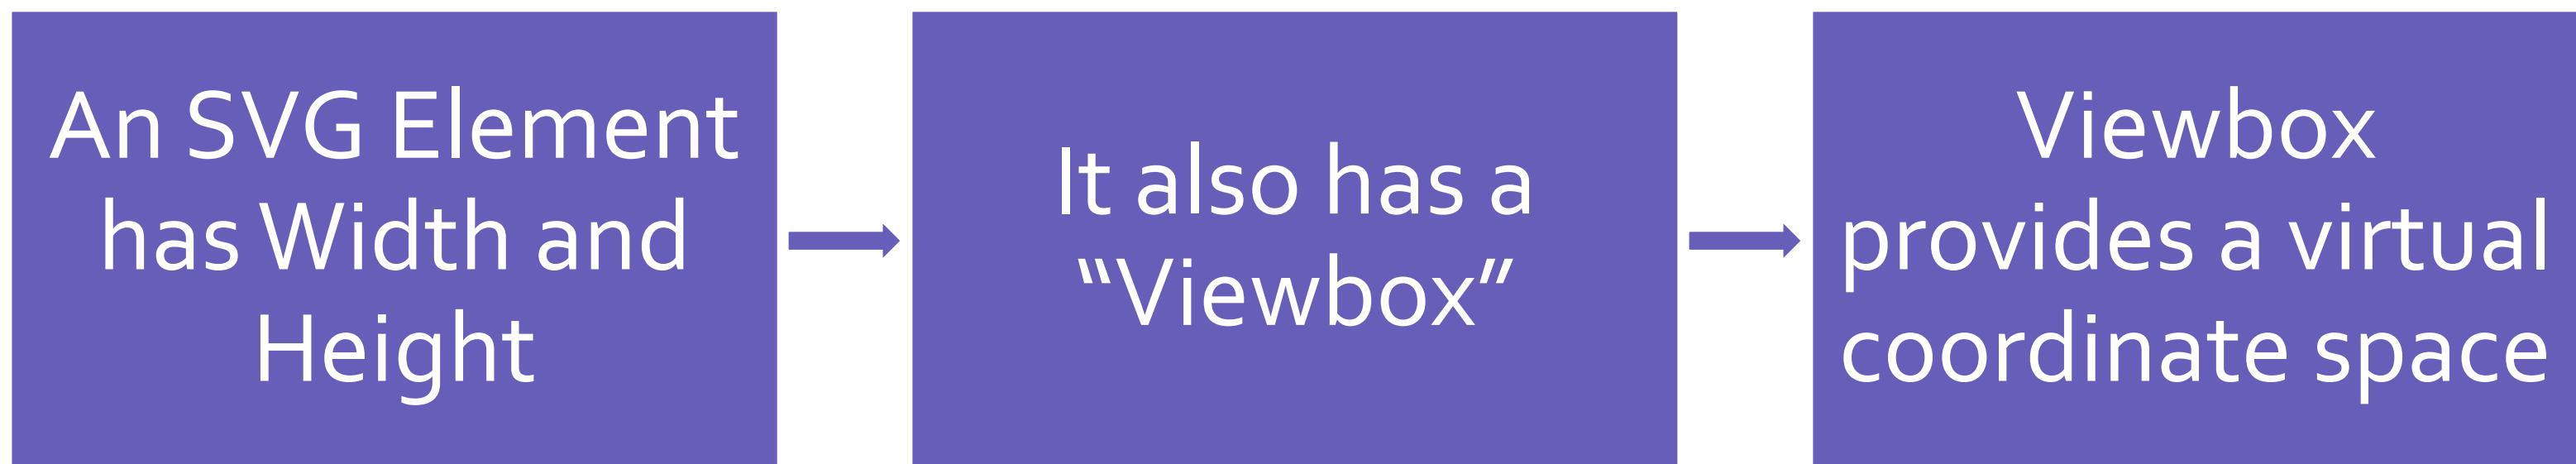 An SVG Element
has Width and
Height
It also has a
“Viewbox”
Viewbox
provides a virtual
coordinate space